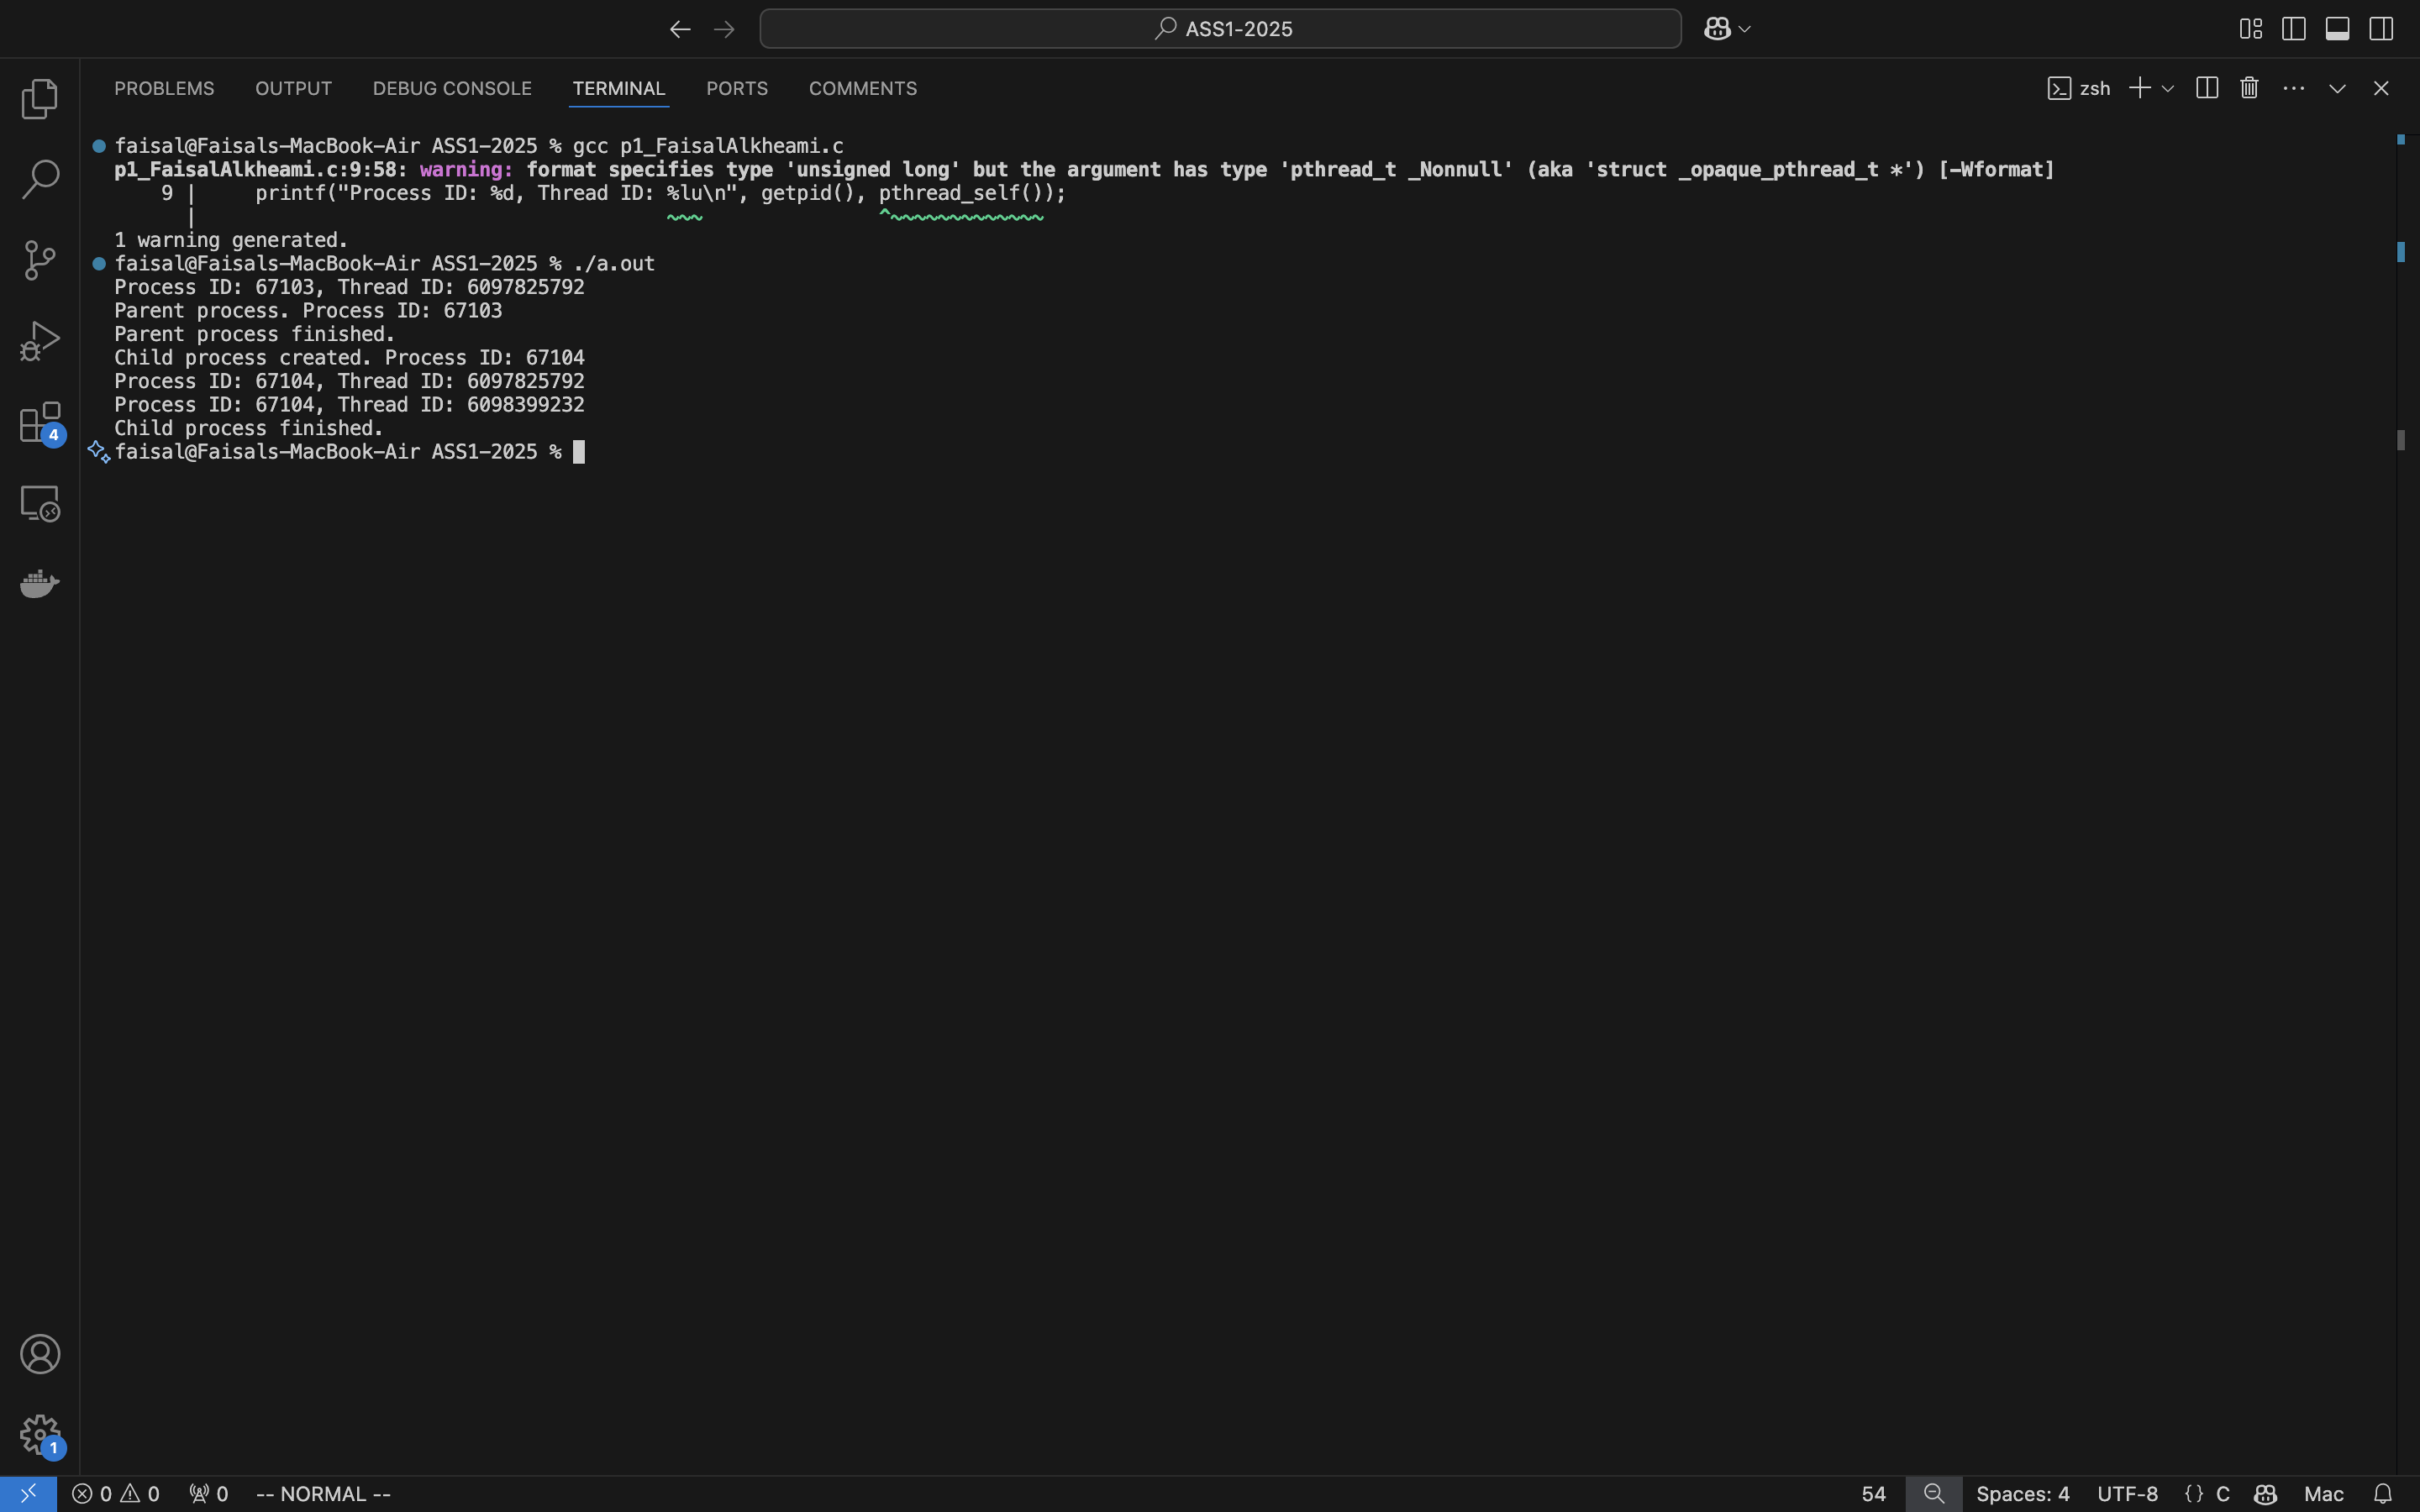 ASS1-2025
PROBLEMS OUTPUT DEBUG CONSOLE TERMINAL PORTS COMMENTS zsh
faisal@Faisals-MacBook-Air ASS1-2025 % gcc p1_FaisalAlkheami.c
p1_FaisalAlkheami.c:9:58: warning: format specifies type 'unsigned long' but the argument has type 'pthread_t _Nonnull' (aka 'struct _opaque_pthread_t *') [-Wformat]
    9 |     printf("Process ID: %d, Thread ID: %lu\n", getpid(), pthread_self());
      |                                        ~~~               ^~~~~~~~~~~~~~
1 warning generated.
faisal@Faisals-MacBook-Air ASS1-2025 % ./a.out
Process ID: 67103, Thread ID: 6097825792
Parent process. Process ID: 67103
Parent process finished.
Child process created. Process ID: 67104
Process ID: 67104, Thread ID: 6097825792
Process ID: 67104, Thread ID: 6098399232
Child process finished.
faisal@Faisals-MacBook-Air ASS1-2025 %
4
1
0 0 0 -- NORMAL -- 54 Spaces: 4 UTF-8 {} C Mac